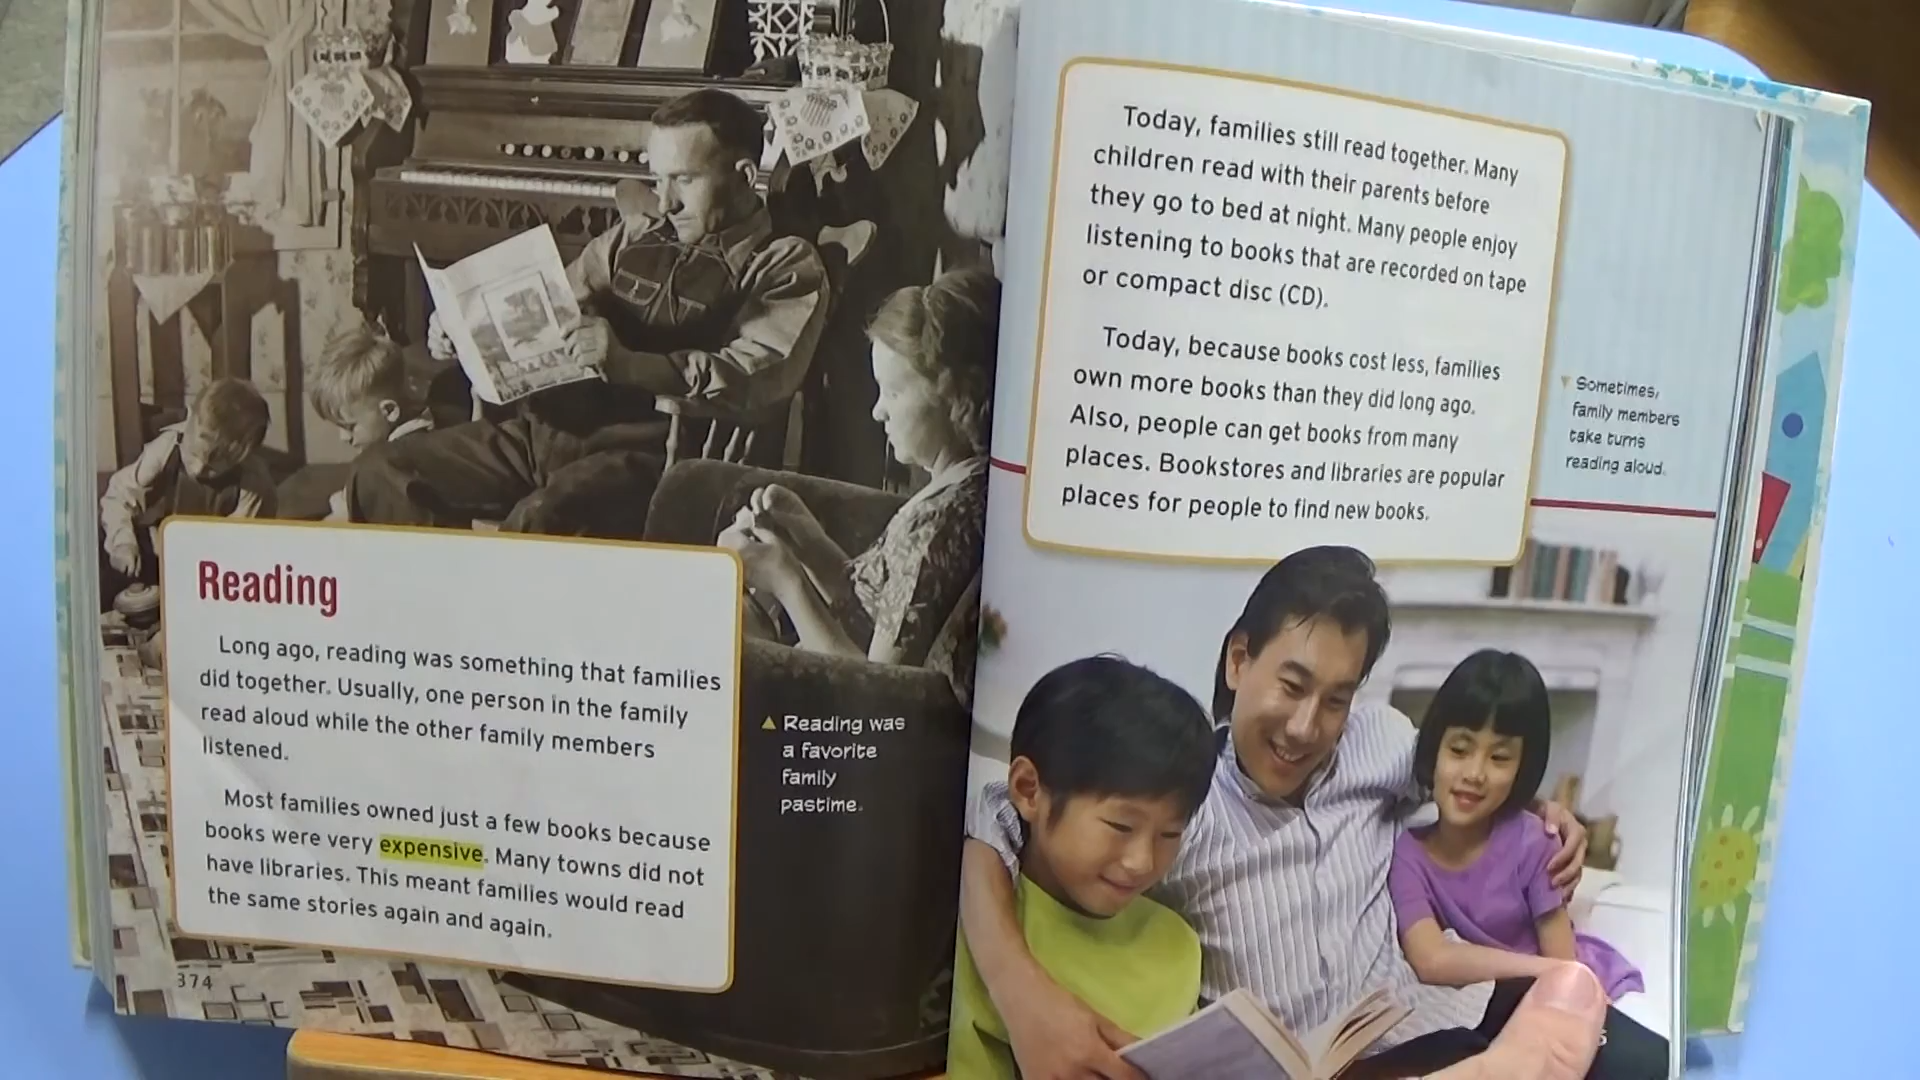 Reading
Long ago, reading was something that families
did together. Usually, one person in the family
read aloud while the other family members
listened.
Most families owned just a few books because
books were very expensive. Many towns did not
have libraries. This meant families would read
the same stories again and again.
374
Reading was
a favorite
family
pastime.
Today, families still read together. Many
children read with their parents before
they go to bed at night. Many people enjoy
listening to books that are recorded on tape
or compact disc (CD).
Today, because books cost less, families
own more books than they did long ago.
Also, people can get books from many
places. Bookstores and libraries are popular
places for people to find new books.
Sometimes,
family members
take turns
reading aloud.